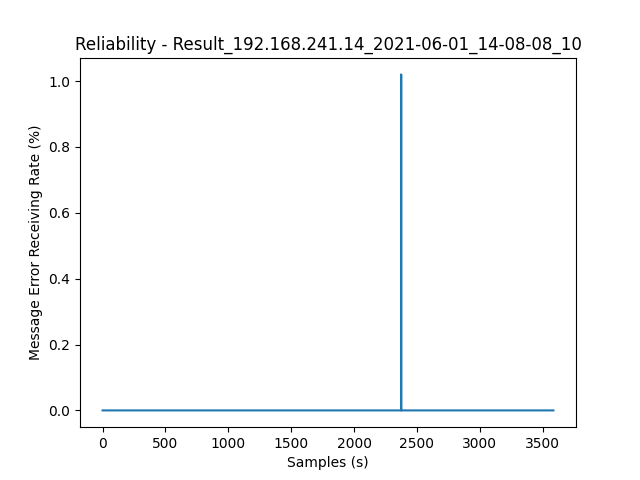 Reliability - Result_192.168.241.14_2021-06-01_14-08-08_10
1.0
0.8
0.6
0.4
0.2
0.0
Message Error Receiving Rate (%)
0 500 1000 1500 2000 2500 3000 3500
Samples (s)